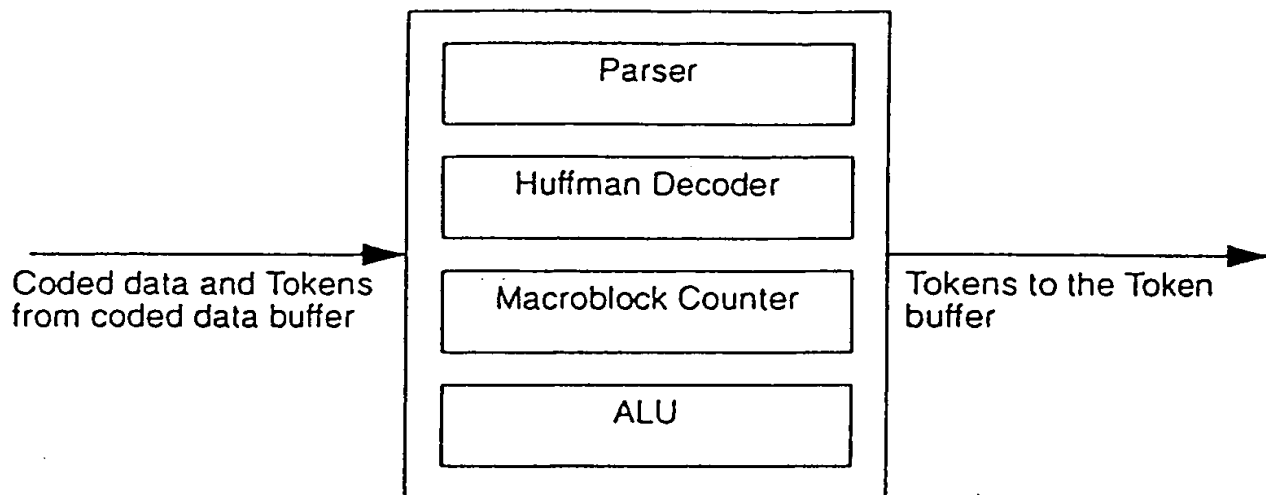 Parser
Huffman Decoder
Macroblock Counter
ALU
Coded data and Tokens
from coded data buffer
Tokens to the Token
buffer